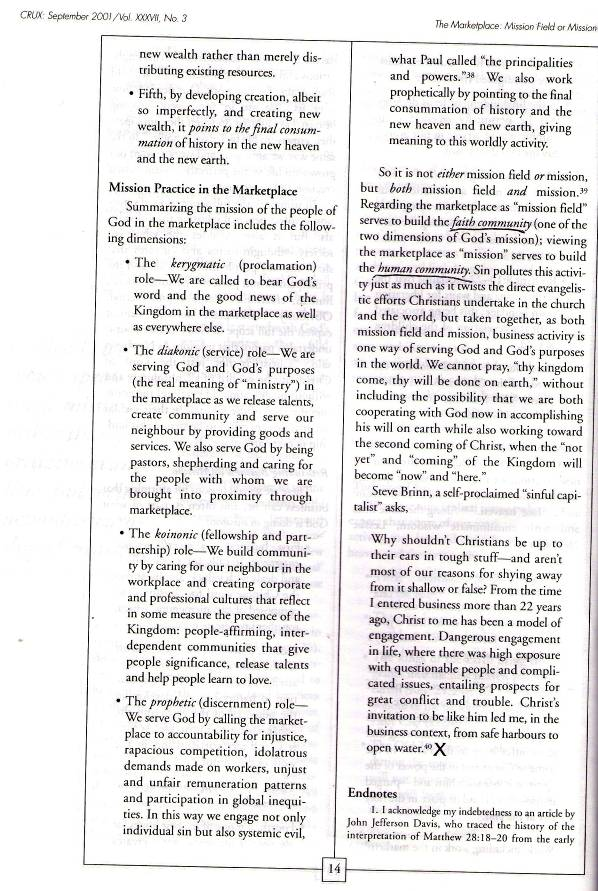 CRUX: September 2001/Vol. XXXVII, No. 3
The Marketplace: Mission Field or Mission
new wealth rather than merely dis-
tributing existing resources.
• Fifth, by developing creation, albeit
so imperfectly, and creating new
wealth, it points to the final consum-
mation of history in the new heaven
and the new earth.
Mission Practice in the Marketplace
Summarizing the mission of the people of
God in the marketplace includes the follow-
ing dimensions:
• The kerygmatic (proclamation)
role—We are called to bear God's
word and the good news of the
Kingdom in the marketplace as well
as everywhere else.
• The diakonic (service) role—We are
serving God and God's purposes
(the real meaning of "ministry") in
the marketplace as we release talents,
create community and serve our
neighbour by providing goods and
services. We also serve God by being
pastors, shepherding and caring for
the people with whom we are
brought into proximity through
marketplace.
• The koinonic (fellowship and part-
nership) role—We build communi-
ty by caring for our neighbour in the
workplace and creating corporate
and professional cultures that reflect
in some measure the presence of the
Kingdom: people-affirming, inter-
dependent communities that give
people significance, release talents
and help people learn to love.
• The prophetic (discernment) role—
We serve God by calling the market-
place to accountability for injustice,
rapacious competition, idolatrous
demands made on workers, unjust
and unfair remuneration patterns
and participation in global inequi-
ties. In this way we engage not only
individual sin but also systemic evil,
what Paul called "the principalities
and powers."38 We also work
prophetically by pointing to the final
consummation of history and the
new heaven and new earth, giving
meaning to this worldly activity.
So it is not either mission field or mission,
but both mission field and mission.39
Regarding the marketplace as "mission field"
serves to build the faith community (one of the
two dimensions of God's mission); viewing
the marketplace as "mission" serves to build
the human community. Sin pollutes this activi-
ty just as much as it twists the direct evangelis-
tic efforts Christians undertake in the church
and the world, but taken together, as both
mission field and mission, business activity is
one way of serving God and God's purposes
in the world. We cannot pray, "thy kingdom
come, thy will be done on earth," without
including the possibility that we are both
cooperating with God now in accomplishing
his will on earth while also working toward
the second coming of Christ, when the "not
yet" and "coming" of the Kingdom will
become "now" and "here."
Steve Brinn, a self-proclaimed "sinful capi-
talist" asks,
Why shouldn't Christians be up to
their ears in tough stuff—and aren't
most of our reasons for shying away
from it shallow or false? From the time
I entered business more than 22 years
ago, Christ to me has been a model of
engagement. Dangerous engagement
in life, where there was high exposure
with questionable people and compli-
cated issues, entailing prospects for
great conflict and trouble. Christ's
invitation to be like him led me, in the
business context, from safe harbours to
open water.40 X
Endnotes
1. I acknowledge my indebtedness to an article by
John Jefferson Davis, who traced the history of the
interpretation of Matthew 28:18–20 from the early
14